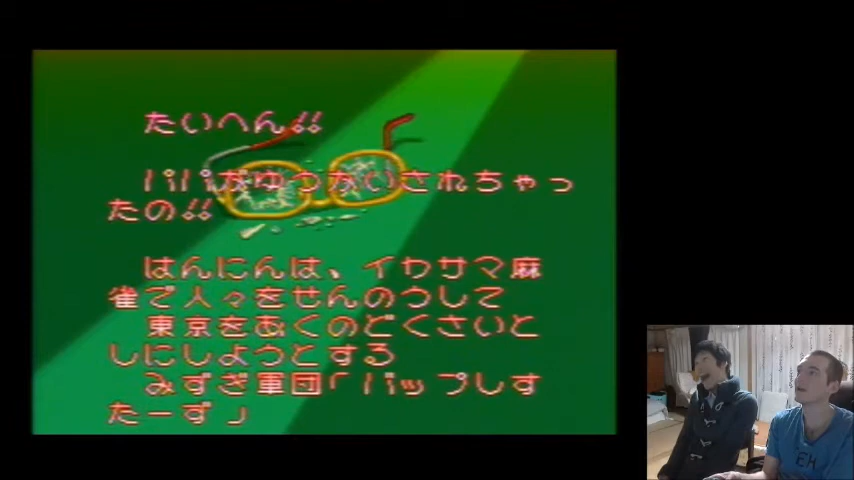 たいへん!!
パパがゆうかいされちゃっ
たの!!
はんにんは、イカサマ麻
雀で人々をせんのうして
東京をあくのどくさいと
しにしようとする
みずぎ軍団「バップしす
たーず」
EH